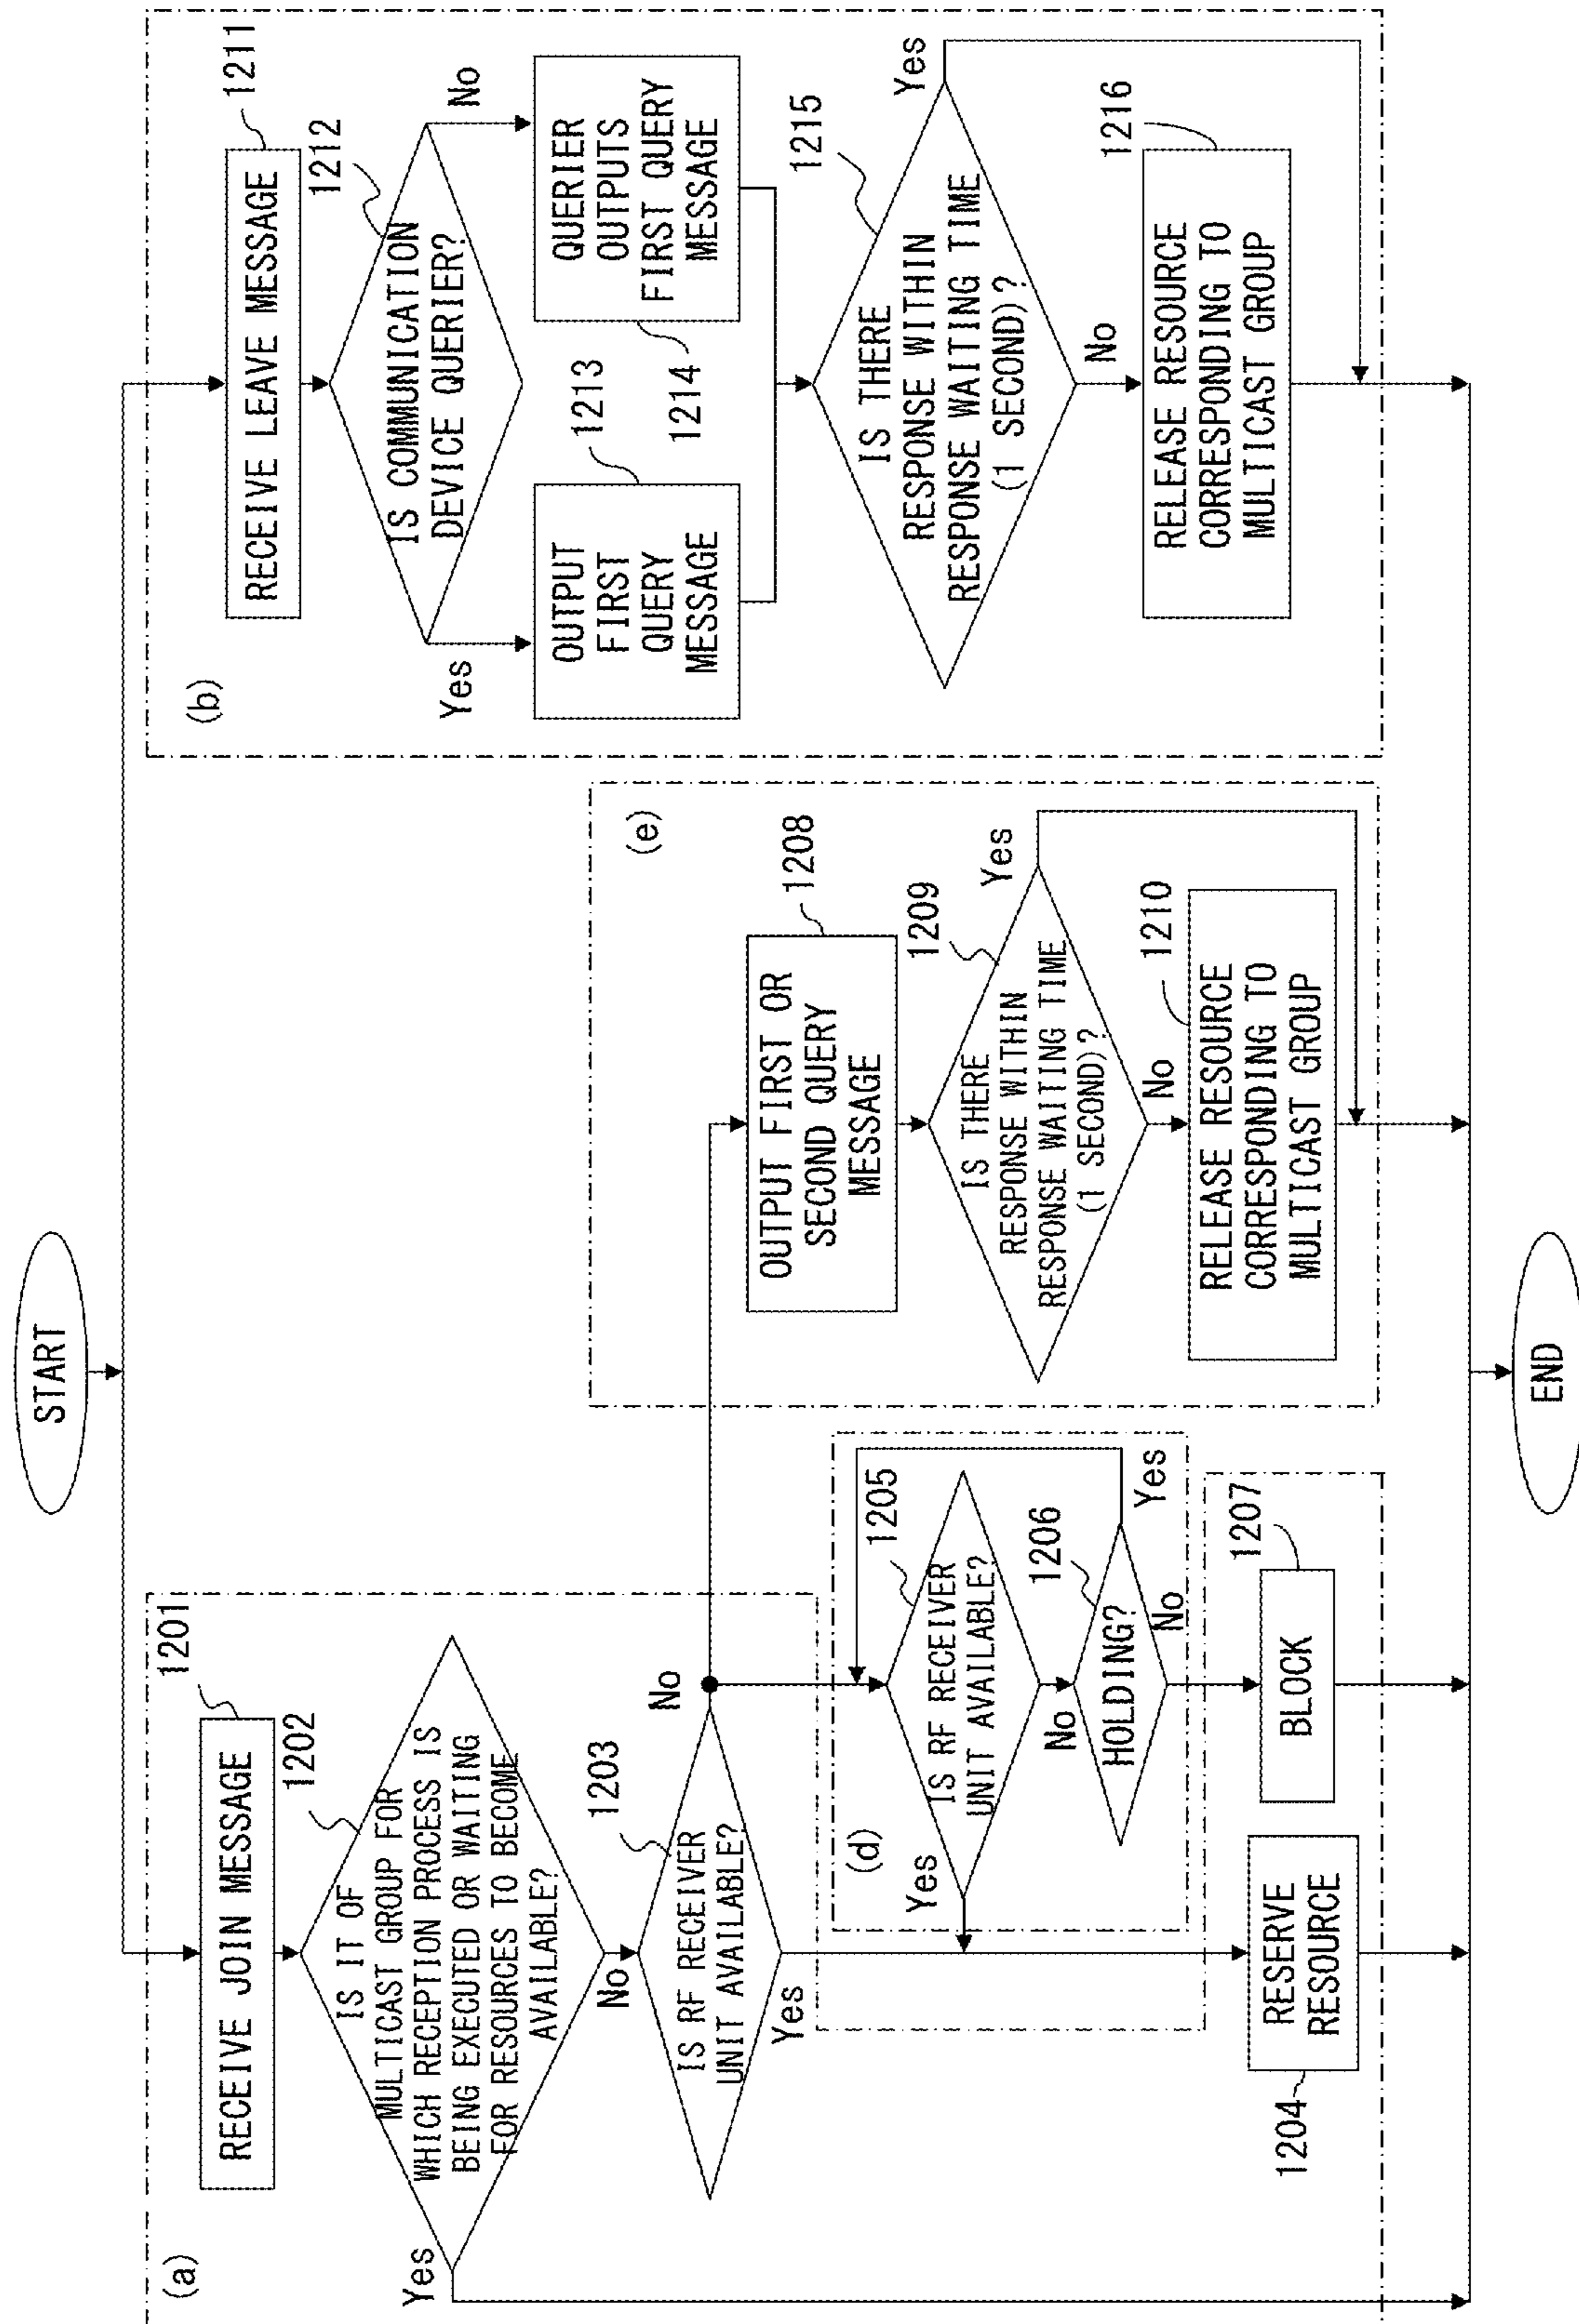 START
(a)
RECEIVE JOIN MESSAGE
1201
IS IT OF
MULTICAST GROUP FOR
WHICH RECEPTION PROCESS IS
BEING EXECUTED OR WAITING
FOR RESOURCES TO BECOME
AVAILABLE?
1202
Yes
No
IS RF RECEIVER
UNIT AVAILABLE?
1203
Yes
No
(d)
IS RF RECEIVER
UNIT AVAILABLE?
1205
Yes
No
HOLDING?
1206
Yes
No
RESERVE
RESOURCE
1204
BLOCK
1207
(e)
OUTPUT FIRST OR
SECOND QUERY
MESSAGE
1208
IS THERE
RESPONSE WITHIN
RESPONSE WAITING TIME
(1 SECOND)?
1209
Yes
No
RELEASE RESOURCE
CORRESPONDING TO
MULTICAST GROUP
1210
(b)
RECEIVE LEAVE MESSAGE
1211
IS COMMUNICATION
DEVICE QUERIER?
1212
Yes
No
OUTPUT
FIRST
QUERY
MESSAGE
1213
QUERIER
OUTPUTS
FIRST QUERY
MESSAGE
1214
IS THERE
RESPONSE WITHIN
RESPONSE WAITING TIME
(1 SECOND)?
1215
Yes
No
RELEASE RESOURCE
CORRESPONDING TO
MULTICAST GROUP
1216
END